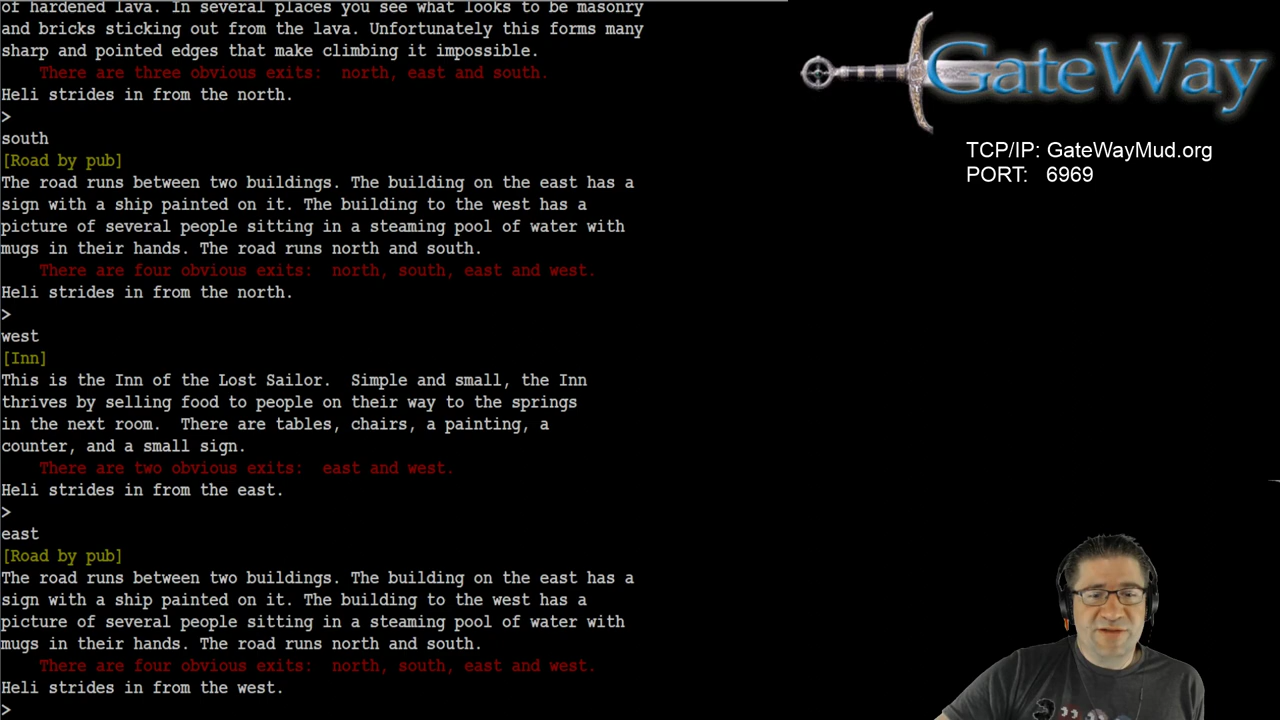 of hardened lava. In several places you see what looks to be masonry
and bricks sticking out from the lava. Unfortunately this forms many
sharp and pointed edges that make climbing it impossible.
There are three obvious exits:  north, east and south.
Heli strides in from the north.
>
south
[Road by pub]
The road runs between two buildings. The building on the east has a
sign with a ship painted on it. The building to the west has a
picture of several people sitting in a steaming pool of water with
mugs in their hands. The road runs north and south.
There are four obvious exits:  north, south, east and west.
Heli strides in from the north.
>
west
[Inn]
This is the Inn of the Lost Sailor.  Simple and small, the Inn
thrives by selling food to people on their way to the springs
in the next room.  There are tables, chairs, a painting, a
counter, and a small sign.
There are two obvious exits:  east and west.
Heli strides in from the east.
>
east
[Road by pub]
The road runs between two buildings. The building on the east has a
sign with a ship painted on it. The building to the west has a
picture of several people sitting in a steaming pool of water with
mugs in their hands. The road runs north and south.
There are four obvious exits:  north, south, east and west.
Heli strides in from the west.
>
GateWay
TCP/IP: GateWayMud.org
PORT:   6969